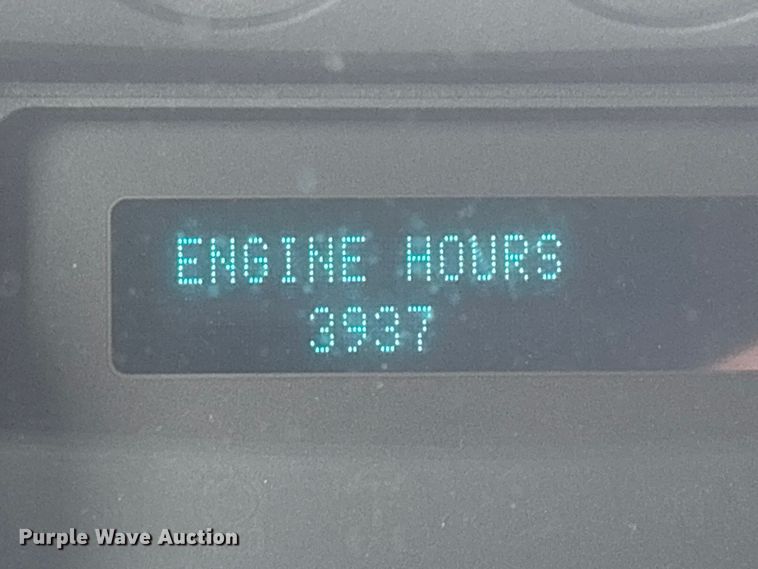 ENGINE HOURS
3937
Purple Wave Auction